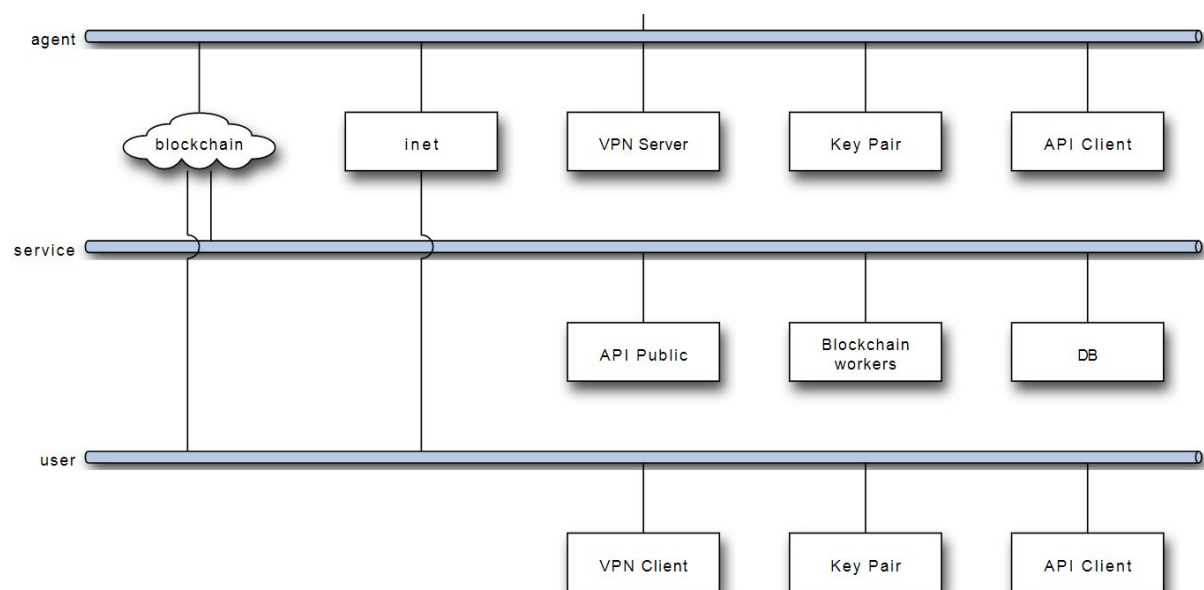 agent
blockchain
inet
VPN Server
Key Pair
API Client
service
API Public
Blockchain
workers
DB
user
VPN Client
Key Pair
API Client